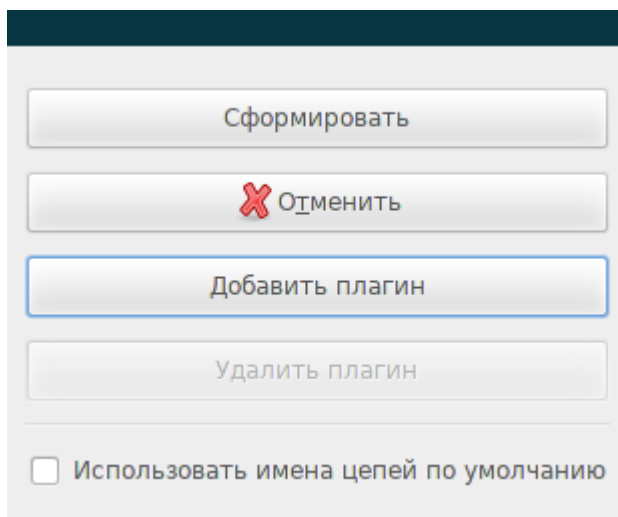 Сформировать
Отменить
Добавить плагин
Удалить плагин
Использовать имена цепей по умолчанию